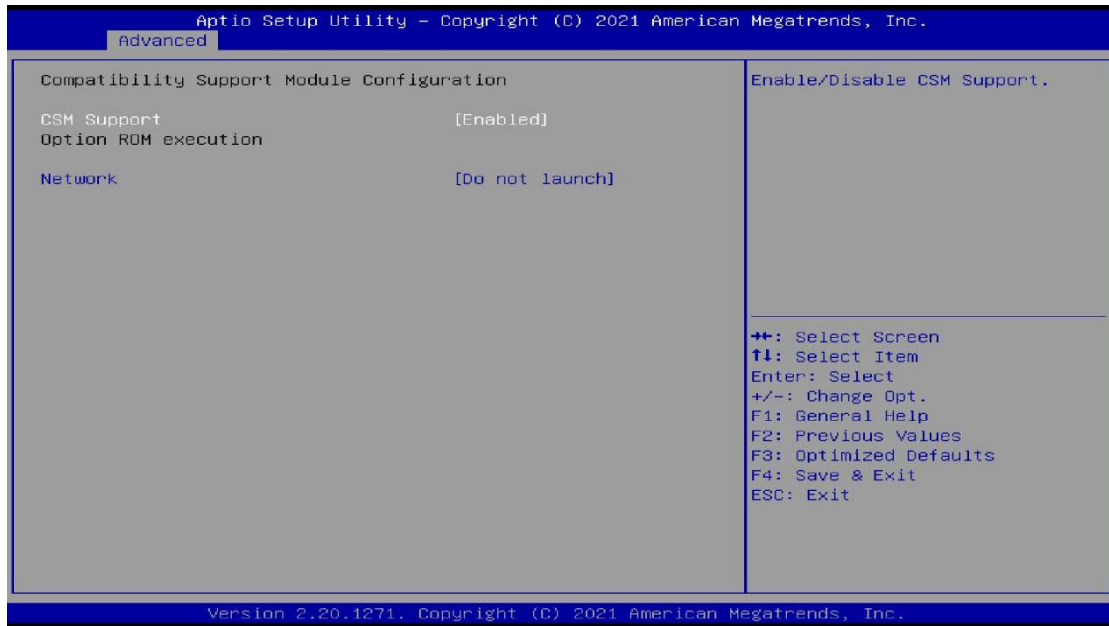 Aptio Setup Utility – Copyright (C) 2021 American Megatrends, Inc.
Advanced
Compatibility Support Module Configuration
CSM Support [Enabled]
Option ROM execution
Network [Do not launch]
Enable/Disable CSM Support.
→←: Select Screen
↑↓: Select Item
Enter: Select
+/-: Change Opt.
F1: General Help
F2: Previous Values
F3: Optimized Defaults
F4: Save & Exit
ESC: Exit
Version 2.20.1271. Copyright (C) 2021 American Megatrends, Inc.